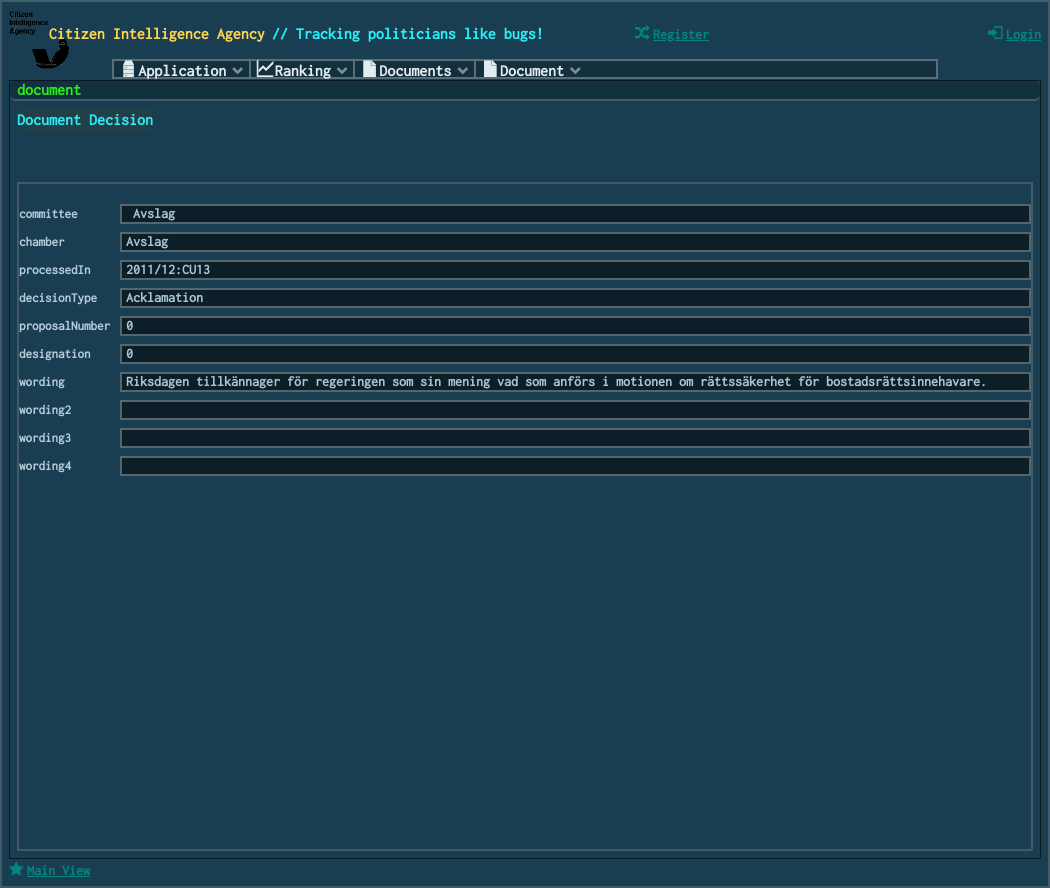 Citizen
Intelligence
Agency
Citizen Intelligence Agency // Tracking politicians like bugs!
Register
Login
Application
Ranking
Documents
Document
document
Document Decision
committee Avslag
chamber Avslag
processedIn 2011/12:CU13
decisionType Acklamation
proposalNumber 0
designation 0
wording Riksdagen tillkännager för regeringen som sin mening vad som anförs i motionen om rättssäkerhet för bostadsrättsinnehavare.
wording2
wording3
wording4
Main View